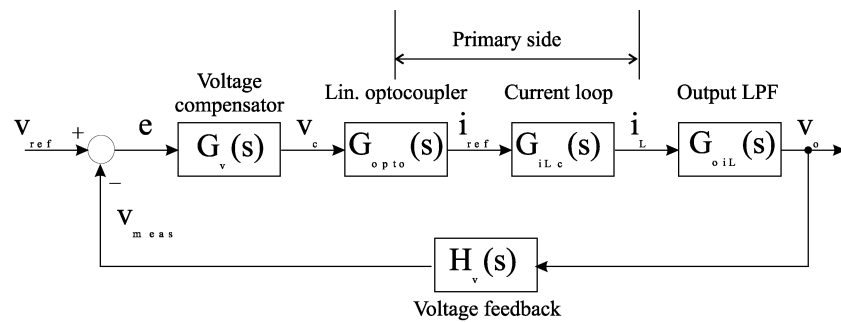 Primary side
Voltage
compensator
Lin. optocoupler
Current loop
Output LPF
v ref
+
e
G v (s)
v c
G opto (s)
i ref
G iLc (s)
i L
G oiL (s)
v o
−
v meas
H v (s)
Voltage feedback